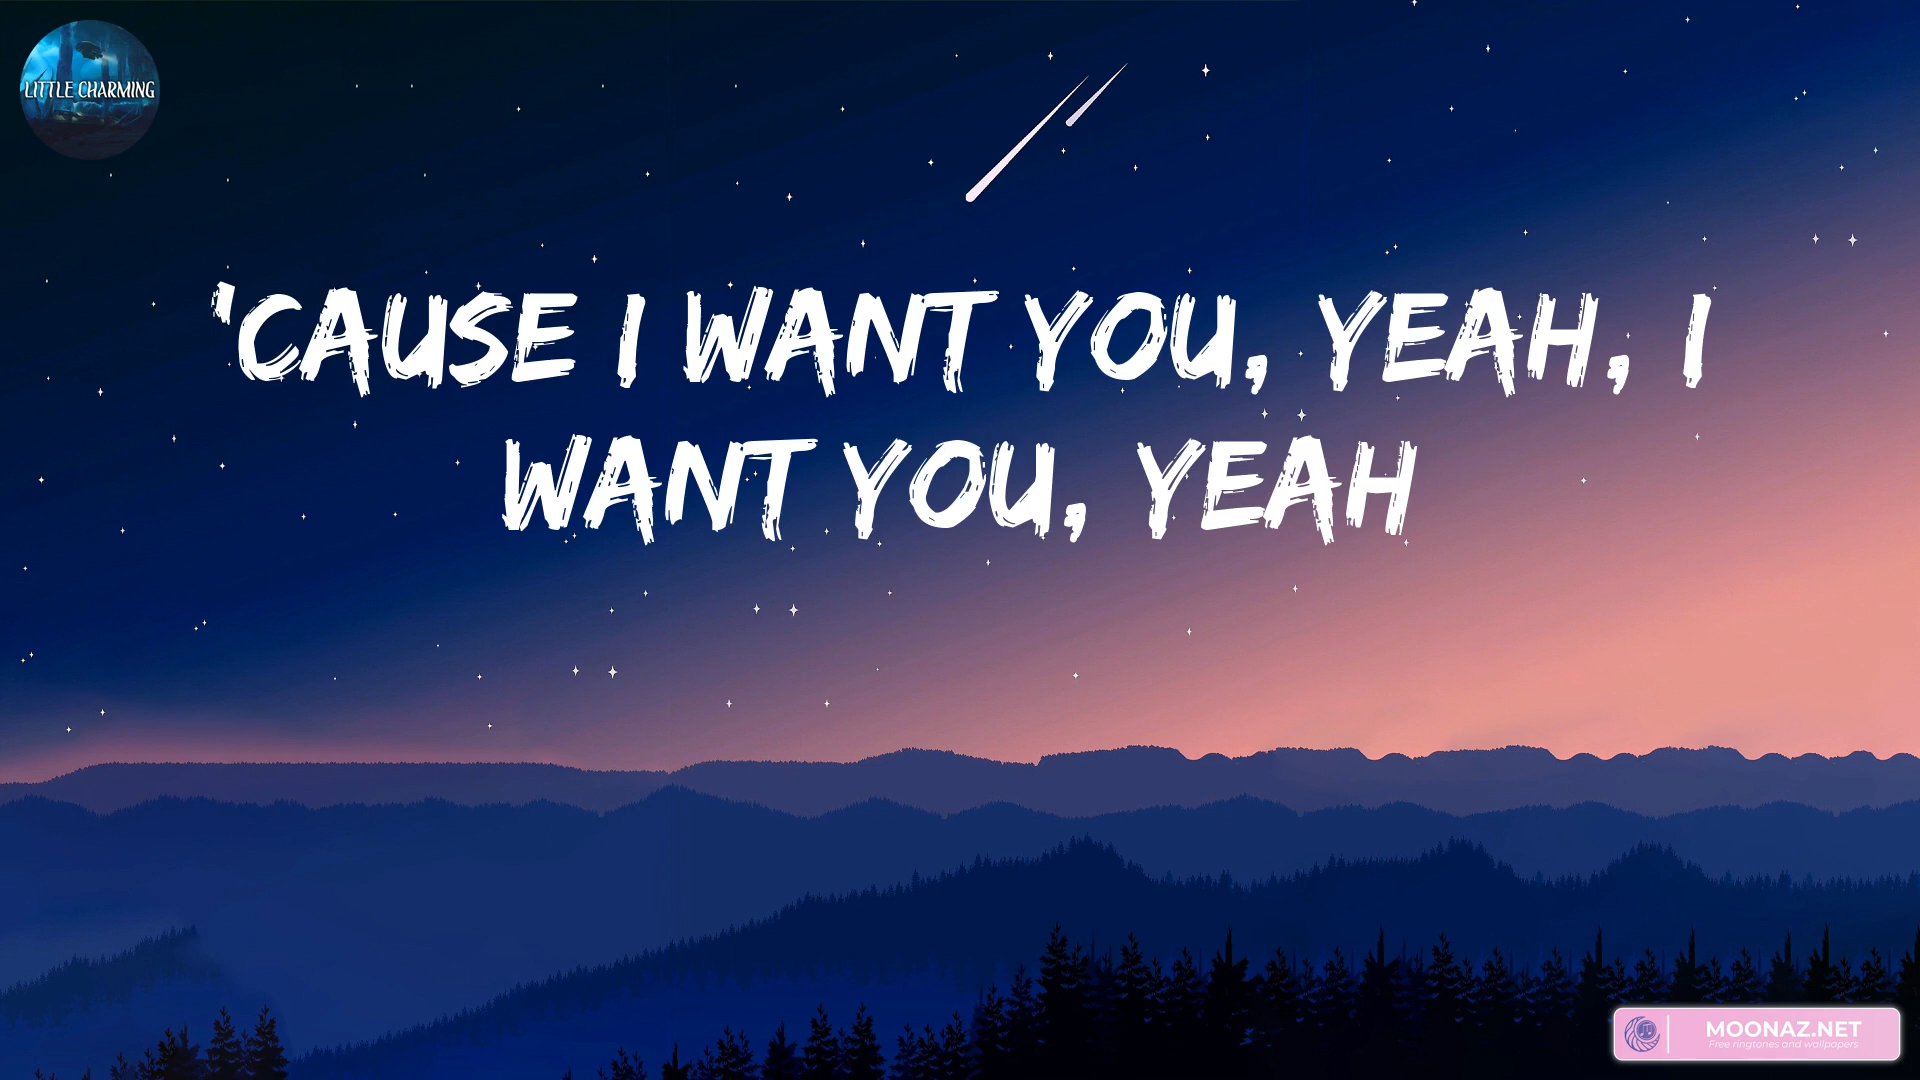 LITTLE CHARMING
'CAUSE I WANT YOU, YEAH, I
WANT YOU, YEAH
MOONAZ.NET
Free ringtones and wallpapers